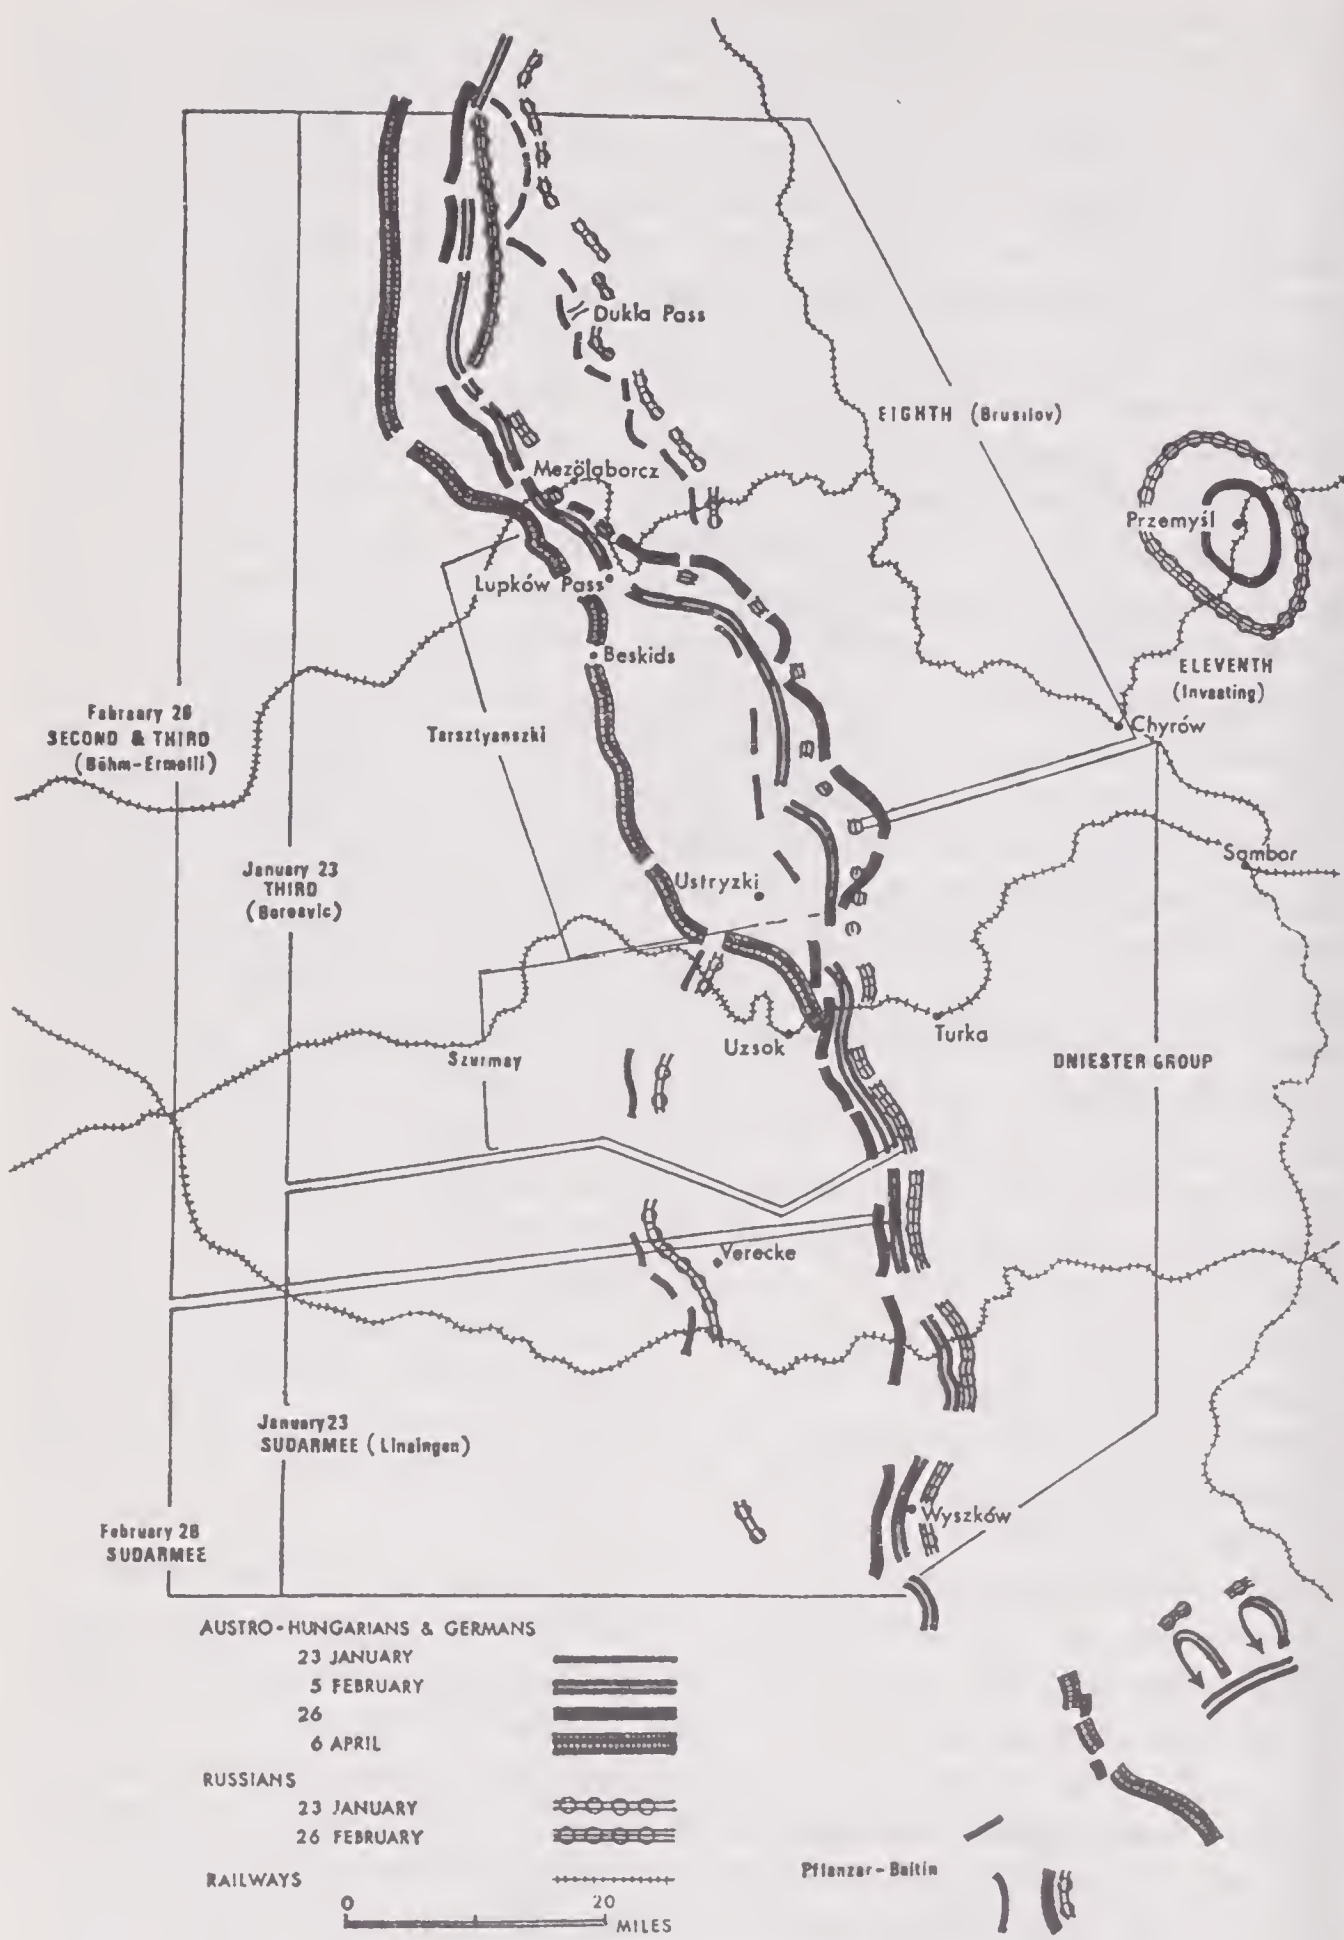 Dukla Pass
EIGHTH (Brusilov)
Mezölaborcz
Przemyśl
Lupków Pass
Beskids
ELEVENTH
(Investing)
February 26
SECOND & THIRD
(Böhm-Ermolli)
Tersztyanszki
Chyrów
January 23
THIRD
(Boroevic)
Sambor
Ustryzki
Uzsok
Turka
Szurmay
DNIESTER GROUP
Verecke
January 23
SUDARMEE (Linsingen)
Wyszków
February 26
SUDARMEE
AUSTRO-HUNGARIANS & GERMANS
23 JANUARY
5 FEBRUARY
26
6 APRIL
RUSSIANS
23 JANUARY
26 FEBRUARY
RAILWAYS
0 20
MILES
Pflanzer-Baltin